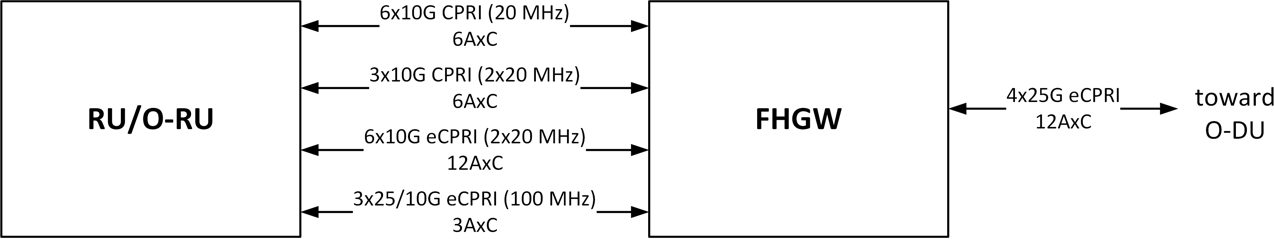 RU/O-RU
6x10G CPRI (20 MHz)
6AxC
3x10G CPRI (2x20 MHz)
6AxC
6x10G eCPRI (2x20 MHz)
12AxC
3x25/10G eCPRI (100 MHz)
3AxC
FHGW
4x25G eCPRI
12AxC
toward
O-DU